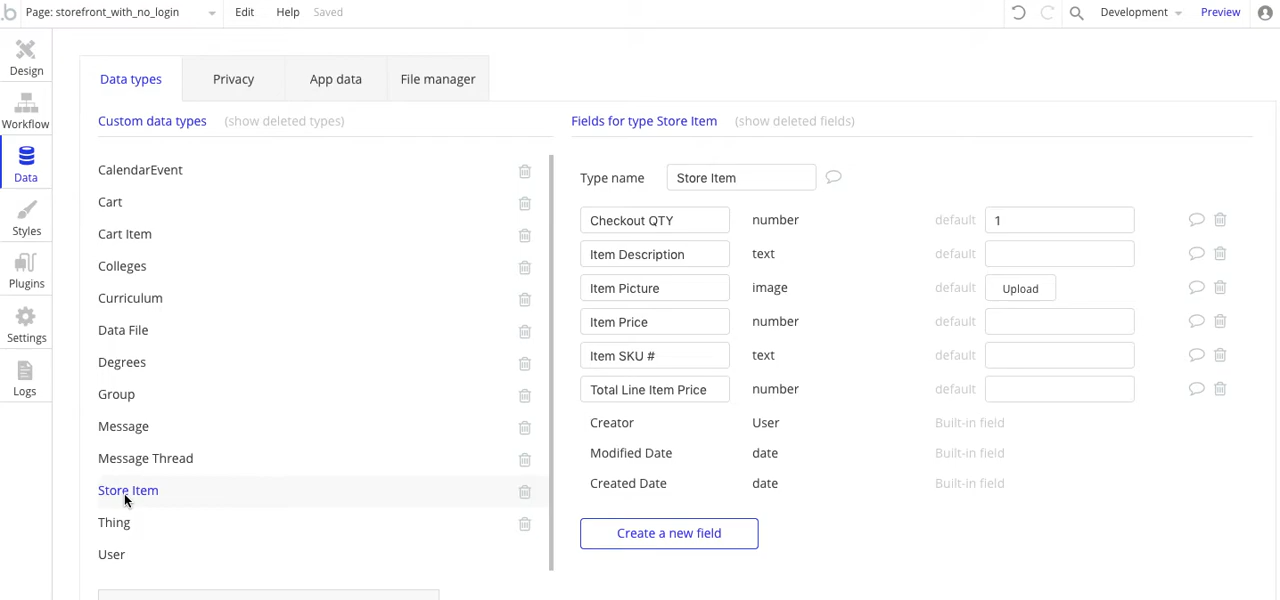 .b Page: storefront_with_no_login Edit Help Saved Development Preview
Design
Workflow
Data
Styles
Plugins
Settings
Logs
Data types Privacy App data File manager
Custom data types (show deleted types)
CalendarEvent
Cart
Cart Item
Colleges
Curriculum
Data File
Degrees
Group
Message
Message Thread
Store Item
Thing
User
Fields for type Store Item (show deleted fields)
Type name Store Item
Checkout QTY number default 1
Item Description text default
Item Picture image default Upload
Item Price number default
Item SKU # text default
Total Line Item Price number default
Creator User Built-in field
Modified Date date Built-in field
Created Date date Built-in field
Create a new field